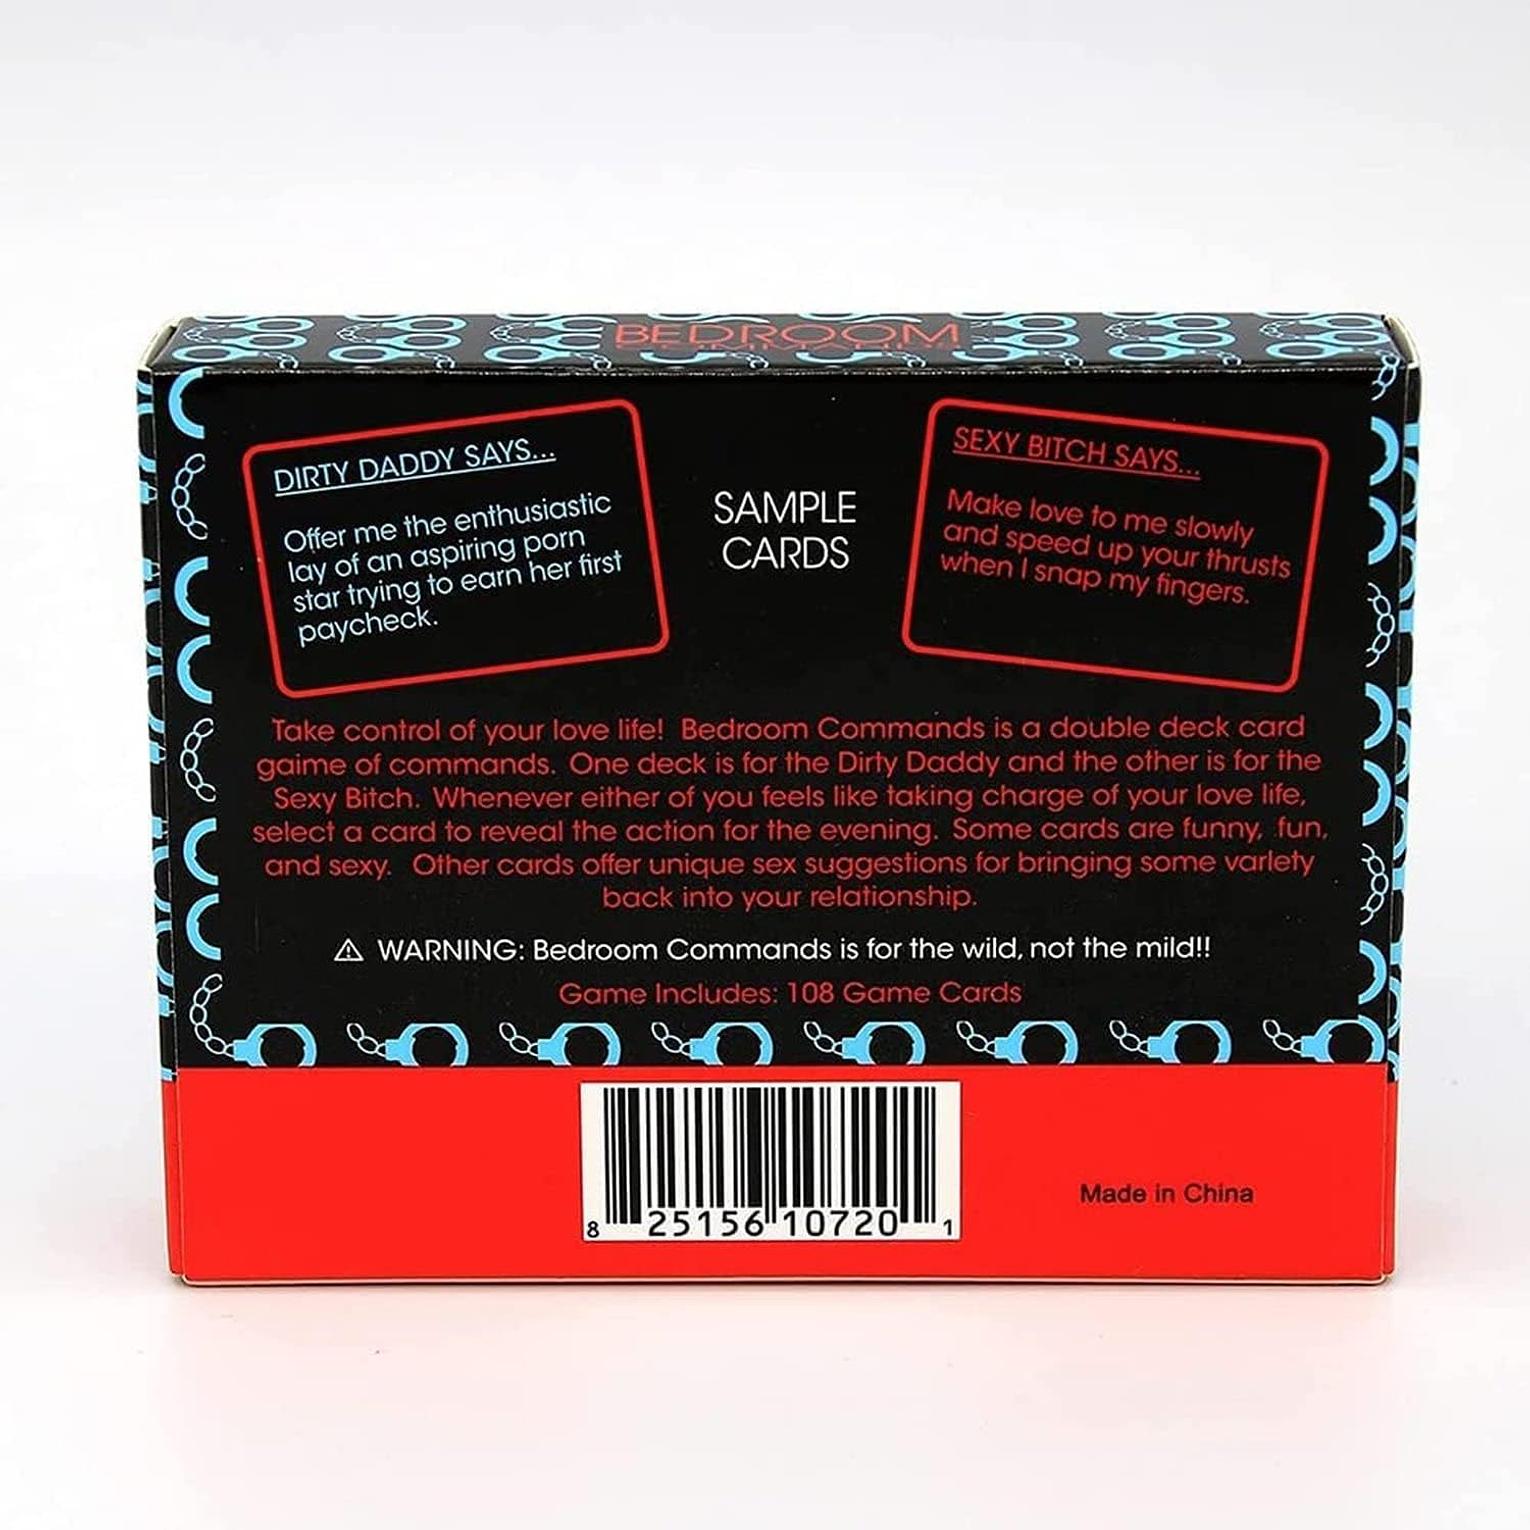 BEDROOM
DIRTY DADDY SAYS...
Offer me the enthusiastic
lay of an aspiring porn
star trying to earn her first
paycheck.
SAMPLE
CARDS
SEXY BITCH SAYS...
Make love to me slowly
and speed up your thrusts
when I snap my fingers.
Take control of your love life! Bedroom Commands is a double deck card
gaime of commands. One deck is for the Dirty Daddy and the other is for the
Sexy Bitch. Whenever either of you feels like taking charge of your love life,
select a card to reveal the action for the evening. Some cards are funny, fun,
and sexy. Other cards offer unique sex suggestions for bringing some variety
back into your relationship.
⚠ WARNING: Bedroom Commands is for the wild, not the mild!!
Game Includes: 108 Game Cards
8 25156 10720 1
Made in China